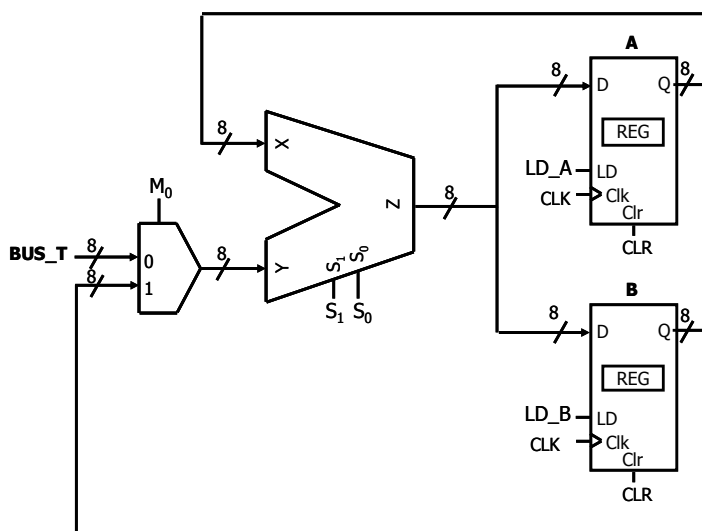 A
8
8
D
Q
8
REG
X
LD_A
LD
CLK
Clk
Clr
CLR
M0
8
Z
BUS_T
8
0
8
8
1
Y
S1
S0
S1
S0
B
8
8
D
Q
REG
LD_B
LD
CLK
Clk
Clr
CLR